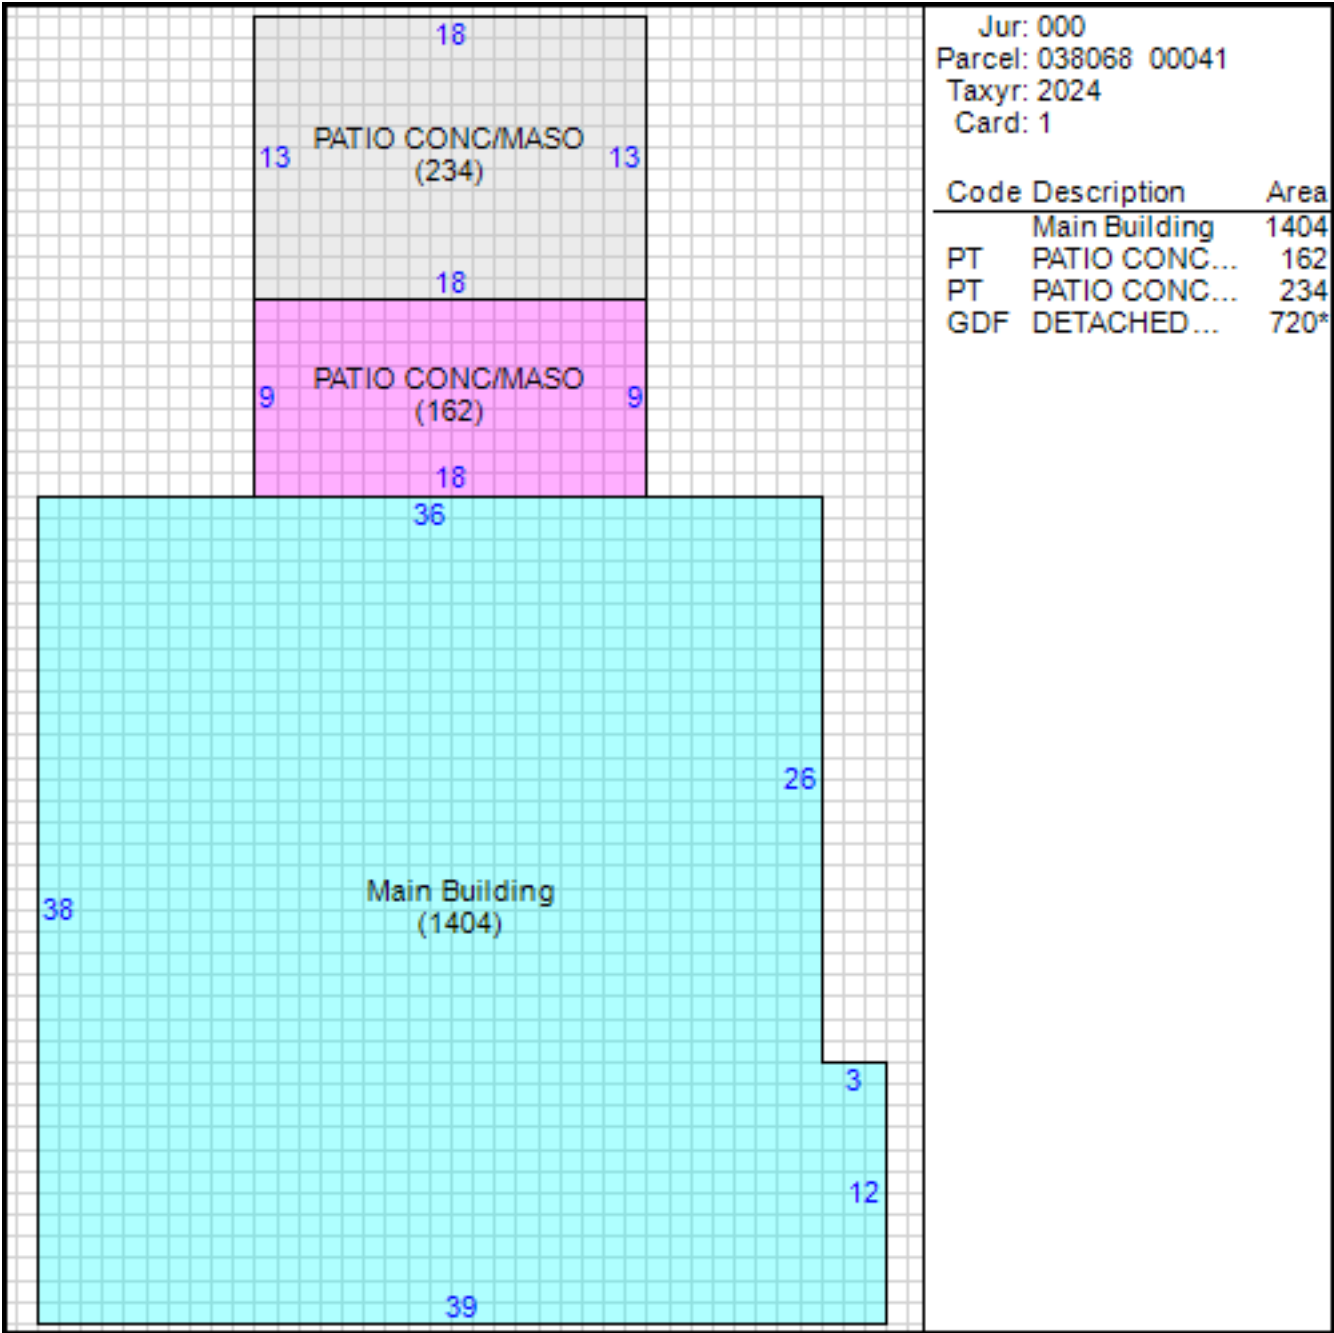 18
PATIO CONC/MASO
(234)
13
13
18
PATIO CONC/MASO
(162)
9
9
18
36
26
Main Building
(1404)
38
3
12
39
Jur: 000
Parcel: 038068 00041
Taxyr: 2024
Card: 1
Code Description Area
Main Building 1404
PT PATIO CONC... 162
PT PATIO CONC... 234
GDF DETACHED... 720*